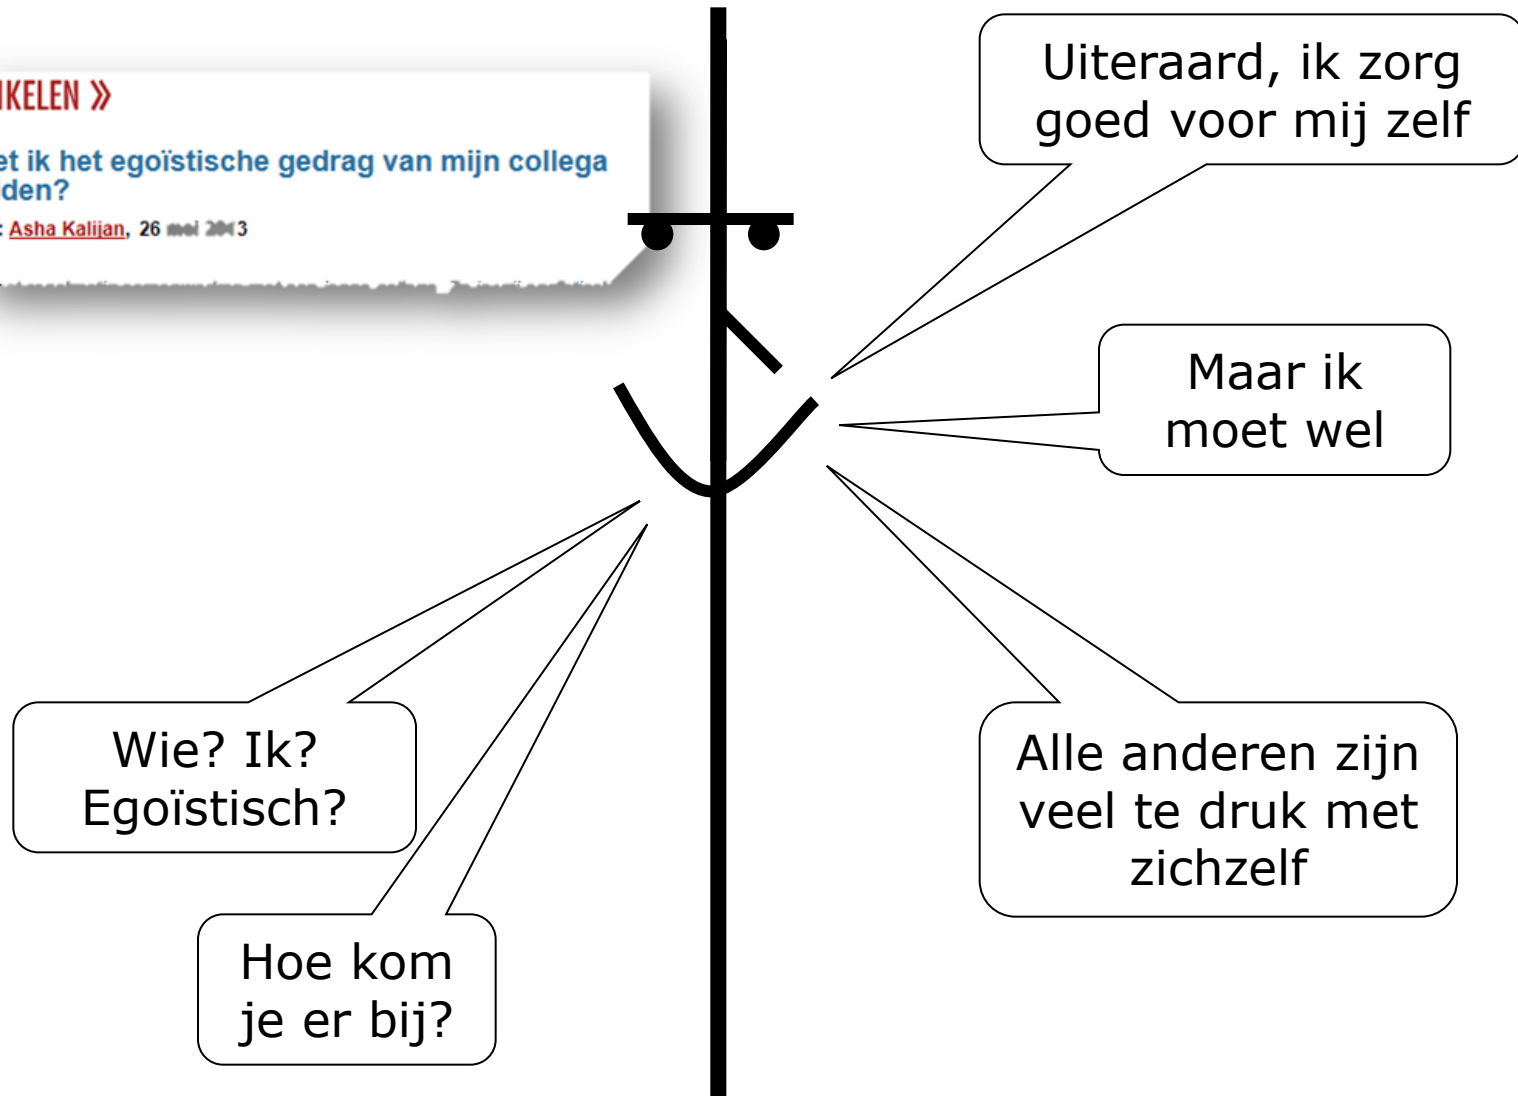 IKELEN »
et ik het egoïstische gedrag van mijn collega
den?
: Asha Kalijan, 26 mei 2013
Uiteraard, ik zorg
goed voor mij zelf
Maar ik
moet wel
Wie? Ik?
Egoïstisch?
Alle anderen zijn
veel te druk met
zichzelf
Hoe kom
je er bij?